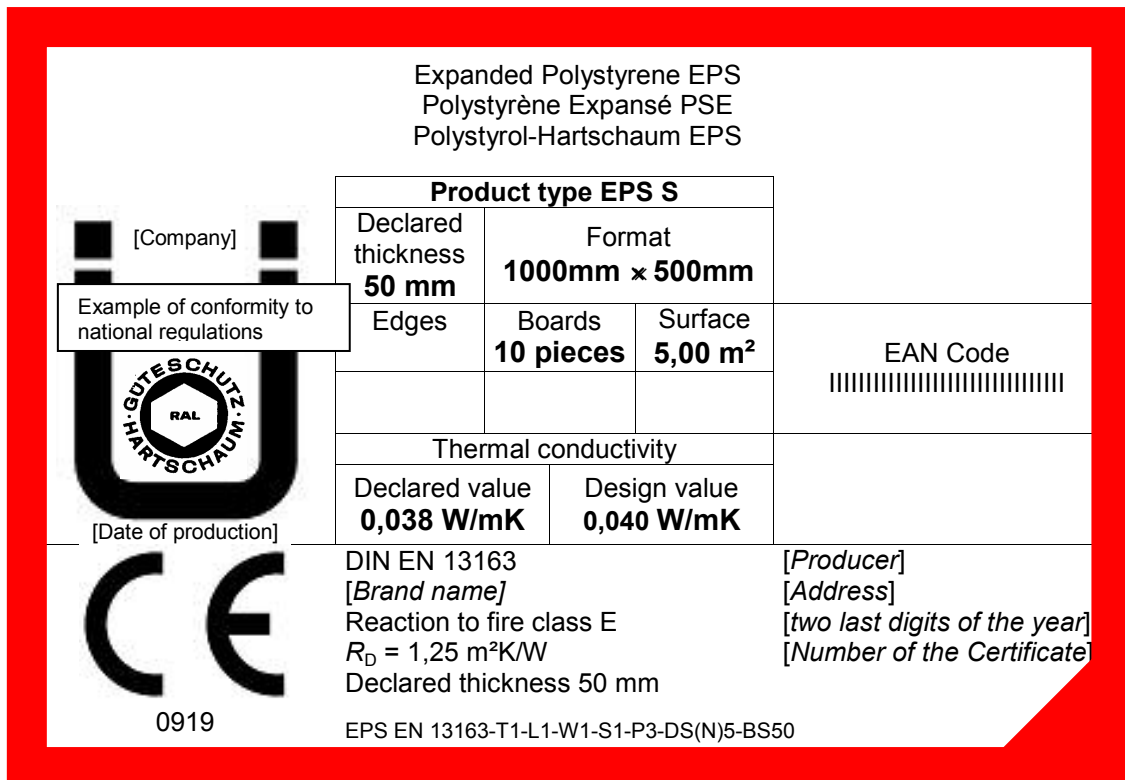 Expanded Polystyrene EPS
Polystyrène Expansé PSE
Polystyrol-Hartschaum EPS
Product type EPS S
Declared thickness
50 mm
Format
1000mm × 500mm
[Company]
Example of conformity to
national regulations
Edges
Boards
10 pieces
Surface
5,00 m²
EAN Code
GÜTESCHUTZ · HARTSCHAUM ·
RAL
Thermal conductivity
Declared value
0,038 W/mK
Design value
0,040 W/mK
[Date of production]
CE
0919
DIN EN 13163
[Brand name]
Reaction to fire class E
R_D = 1,25 m²K/W
Declared thickness 50 mm
EPS EN 13163-T1-L1-W1-S1-P3-DS(N)5-BS50
[Producer]
[Address]
[two last digits of the year]
[Number of the Certificate]